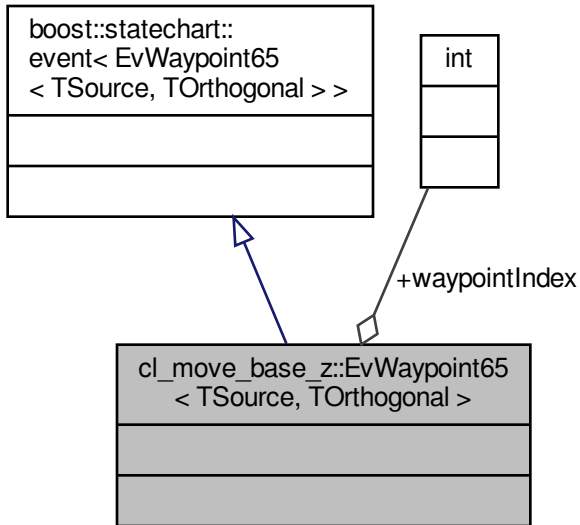 boost::statechart::
event< EvWaypoint65
< TSource, TOrthogonal > >
int
+waypointIndex
cl_move_base_z::EvWaypoint65
< TSource, TOrthogonal >